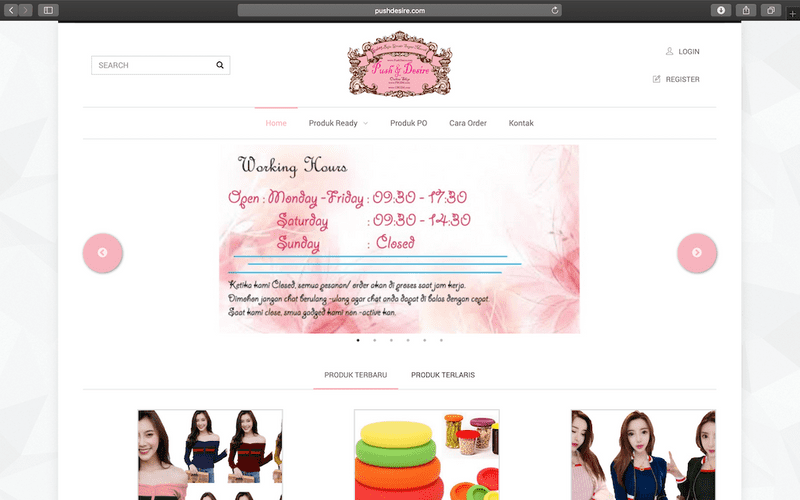 pushdesire.com
SEARCH
Push & Desire
Online Shop
LOGIN
REGISTER
Home
Produk Ready
Produk PO
Cara Order
Kontak
Working Hours
Open : Monday - Friday : 09:30 - 17:30
Saturday : 09:30 - 14:30
Sunday : Closed
Ketika kami Closed, semua pesanan/ order akan di proses saat jam kerja.
Dimohon jangan chat berulang -ulang agar chat anda dapat di balas dengan cepat.
Saat kami close, smua gadged kami non -active kan.
PRODUK TERBARU
PRODUK TERLARIS